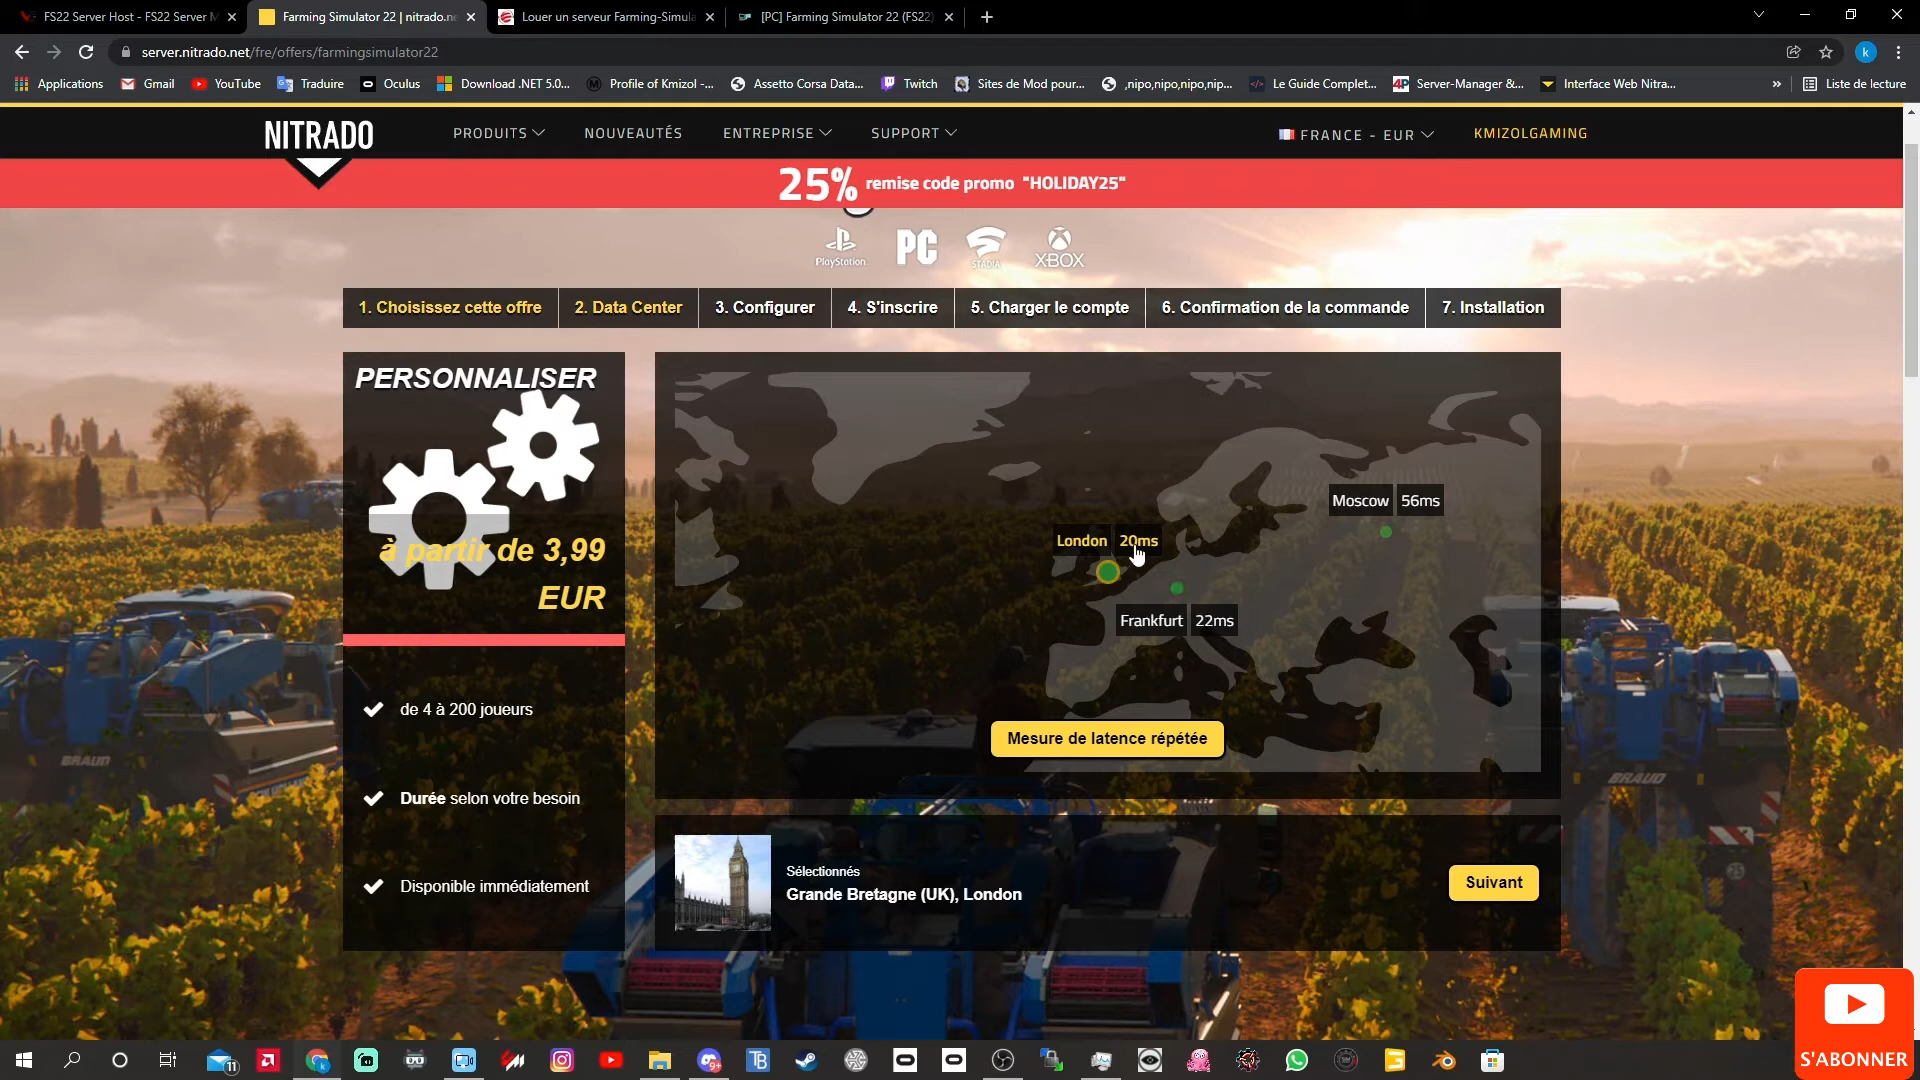 FS22 Server Host - FS22 Server M
Farming Simulator 22 | nitrado.ne
Louer un serveur Farming-Simula
[PC] Farming Simulator 22 (FS22)
server.nitrado.net/fre/offers/farmingsimulator22
k
Applications
Gmail
YouTube
Traduire
Oculus
Download .NET 5.0...
Profile of Kmizol -...
Assetto Corsa Data...
Twitch
Sites de Mod pour...
,nipo,nipo,nipo,nip...
Le Guide Complet...
Server-Manager &...
Interface Web Nitra...
»
Liste de lecture
NITRADO
PRODUITS
NOUVEAUTÉS
ENTREPRISE
SUPPORT
FRANCE - EUR
KMIZOLGAMING
25% remise code promo "HOLIDAY25"
PlayStation
PC
STADIA
XBOX
1. Choisissez cette offre
2. Data Center
3. Configurer
4. S'inscrire
5. Charger le compte
6. Confirmation de la commande
7. Installation
PERSONNALISER
à partir de 3,99
EUR
de 4 à 200 joueurs
Durée selon votre besoin
Disponible immédiatement
Moscow 56ms
London 20ms
Frankfurt 22ms
Mesure de latence répétée
Sélectionnés
Grande Bretagne (UK), London
Suivant
BRAUD
BRAUD
S'ABONNER
11
9+
TB